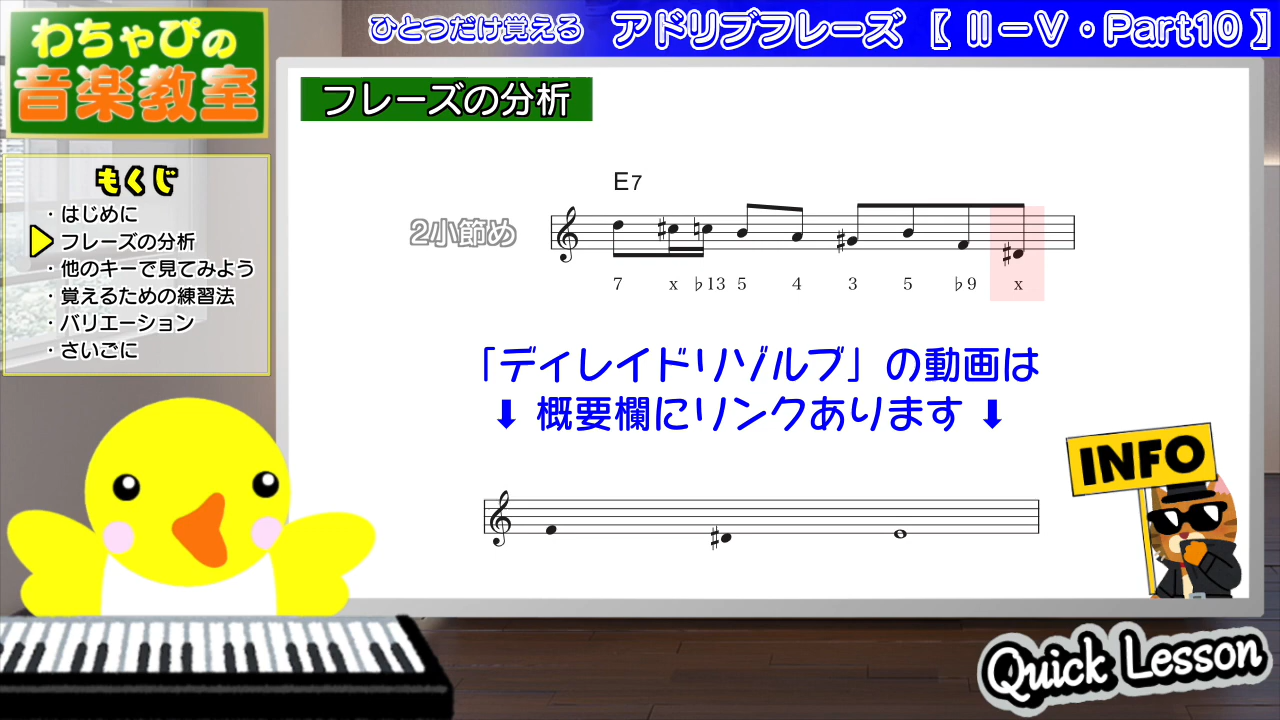 わちゃぴの
音楽教室
ひとつだけ覚える アドリブフレーズ 【 II－V・Part10 】
もくじ
・はじめに
・フレーズの分析
・他のキーで見てみよう
・覚えるための練習法
・バリエーション
・さいごに
フレーズの分析
E7
2小節め
7 x ♭13 5 4 3 5 ♭9 x
「ディレイドリゾルブ」の動画は
⬇ 概要欄にリンクあります ⬇
INFO
Quick Lesson